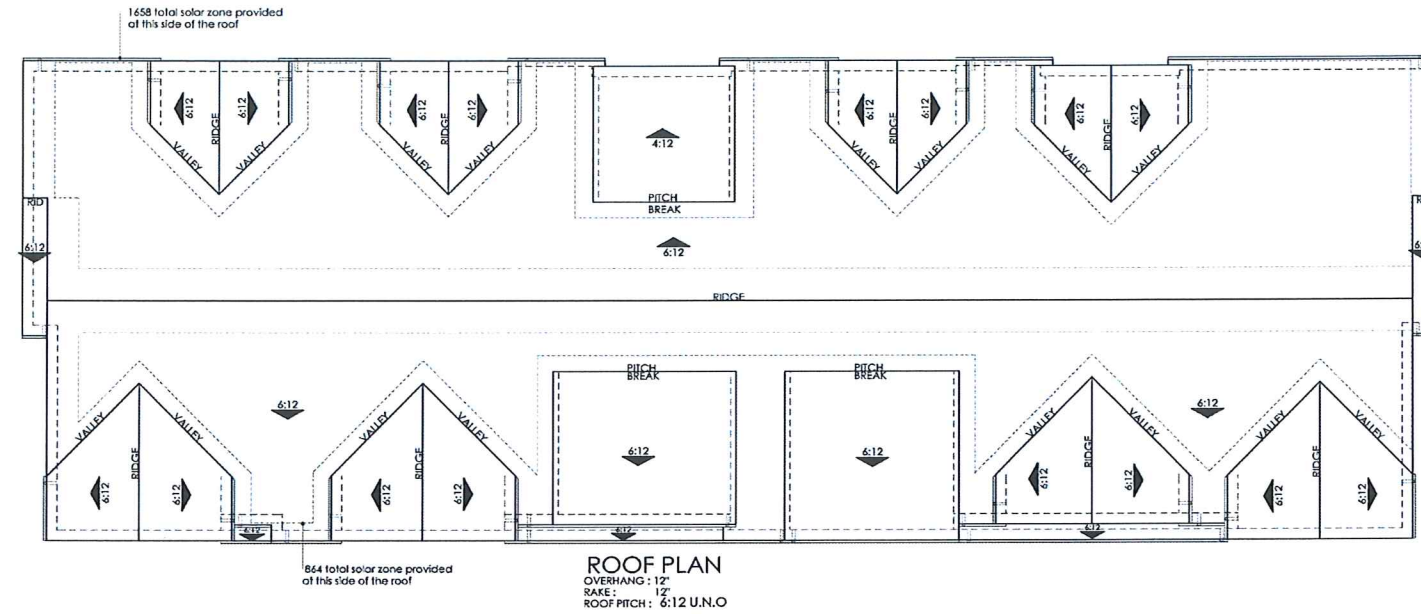 1658 total solar zone provided
at this side of the roof
6:12 RIDGE 6:12
VALLEY VALLEY
6:12 RIDGE 6:12
VALLEY VALLEY
4:12
PITCH
BREAK
6:12 RIDGE 6:12
VALLEY VALLEY
6:12 RIDGE 6:12
VALLEY VALLEY
RID
6:12
6:12
RIDGE
PITCH
BREAK
PITCH
BREAK
6:12
6:12
VALLEY VALLEY
6:12 RIDGE 6:12
VALLEY VALLEY
6:12 RIDGE 6:12
6:12
6:12
VALLEY VALLEY
6:12 RIDGE 6:12
VALLEY VALLEY
6:12 RIDGE 6:12
6:12
6:12
6:12
864 total solar zone provided
at this side of the roof
ROOF PLAN
OVERHANG : 12"
RAKE : 12"
ROOF PITCH : 6:12 U.N.O